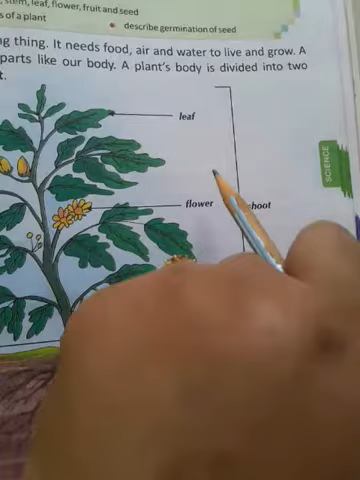 stem, leaf, flower, fruit and seed
s of a plant
• describe germination of seed
ng thing. It needs food, air and water to live and grow. A
parts like our body. A plant's body is divided into two
t.
leaf
SCIENCE
flower
shoot